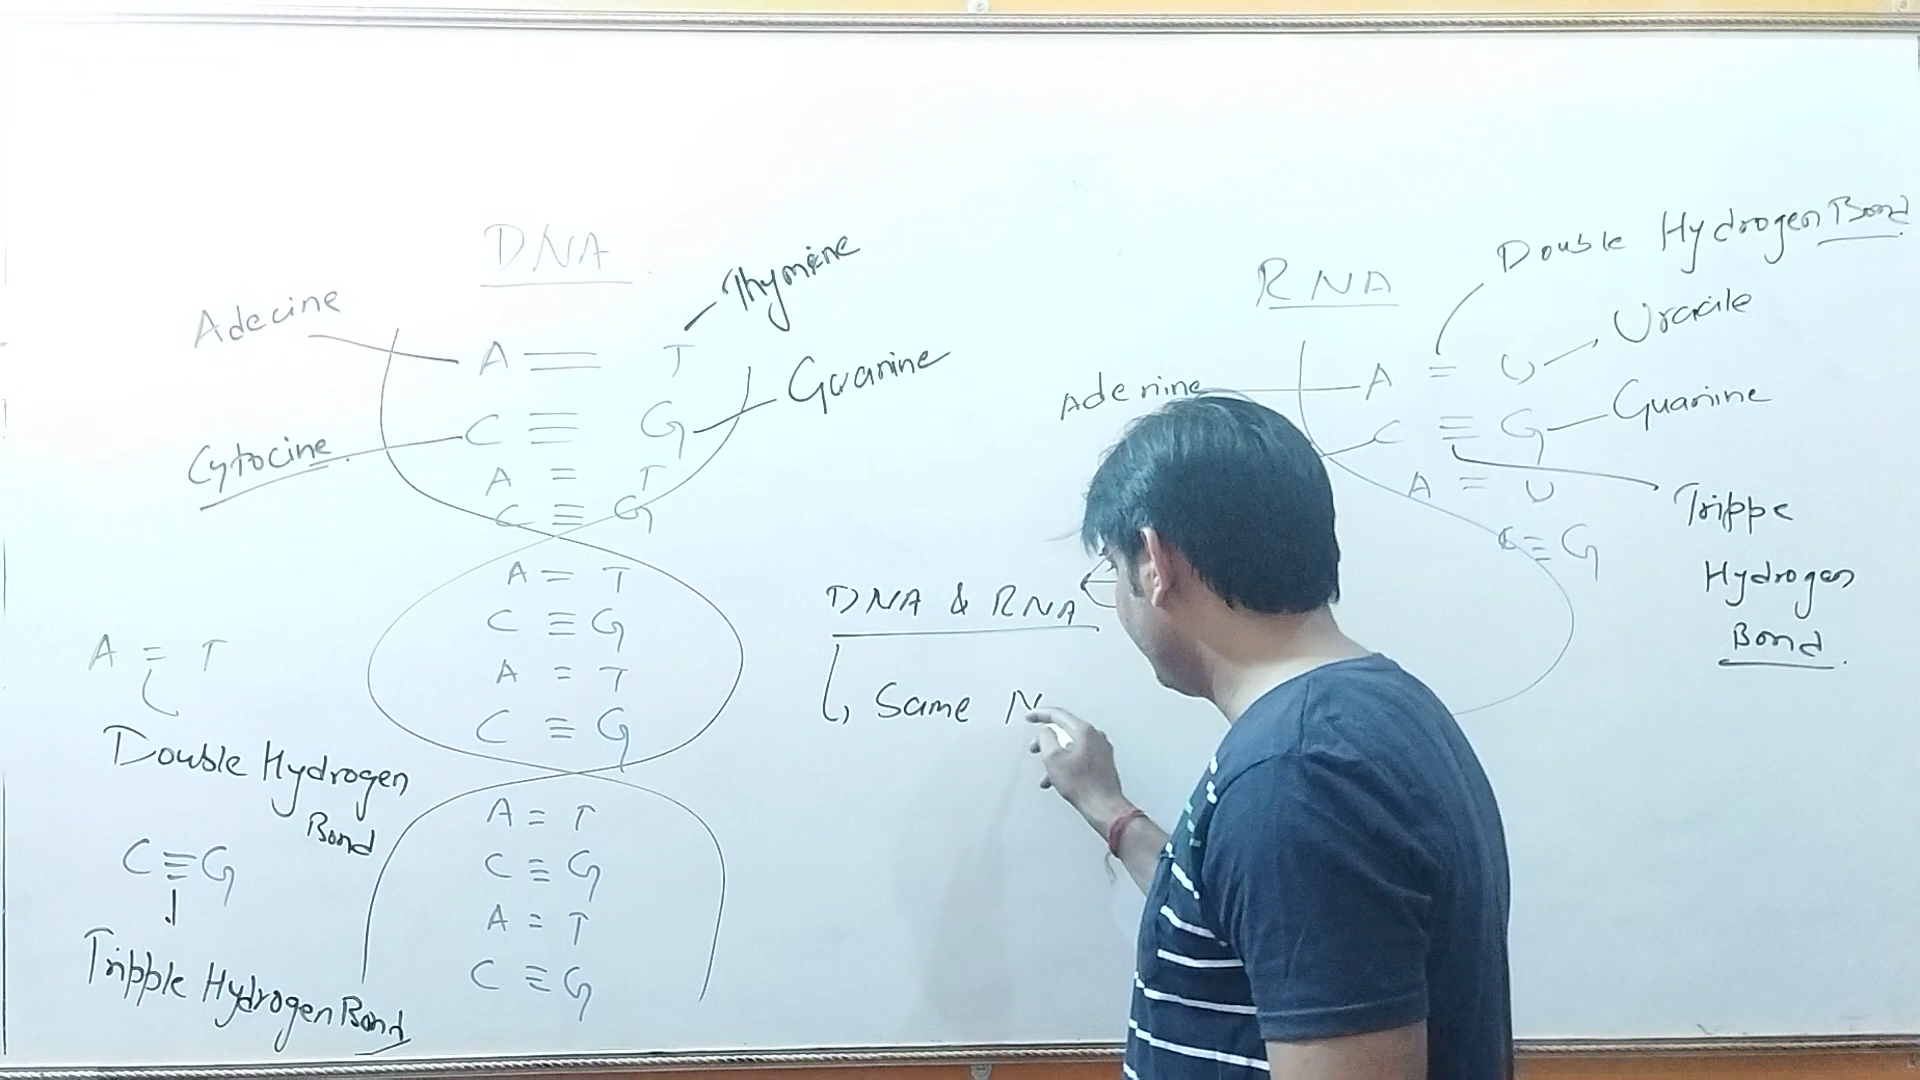 DNA
Adecine
Thymine
A = T
Guanine
C ≡ G
Cytocine.
A = T
C ≡ G
A = T
C ≡ G
A = T
C ≡ G
A = T
C ≡ G
A = T
C ≡ G
A = T
Double Hydrogen
Bond
C ≡ G
Tripple Hydrogen Bond
DNA & RNA
Same N
RNA
Double Hydrogen Bond
Uracile
Adenine
A = U
Guanine
C ≡ G
A = U
≡ G
Trippe
Hydrogen
Bond.